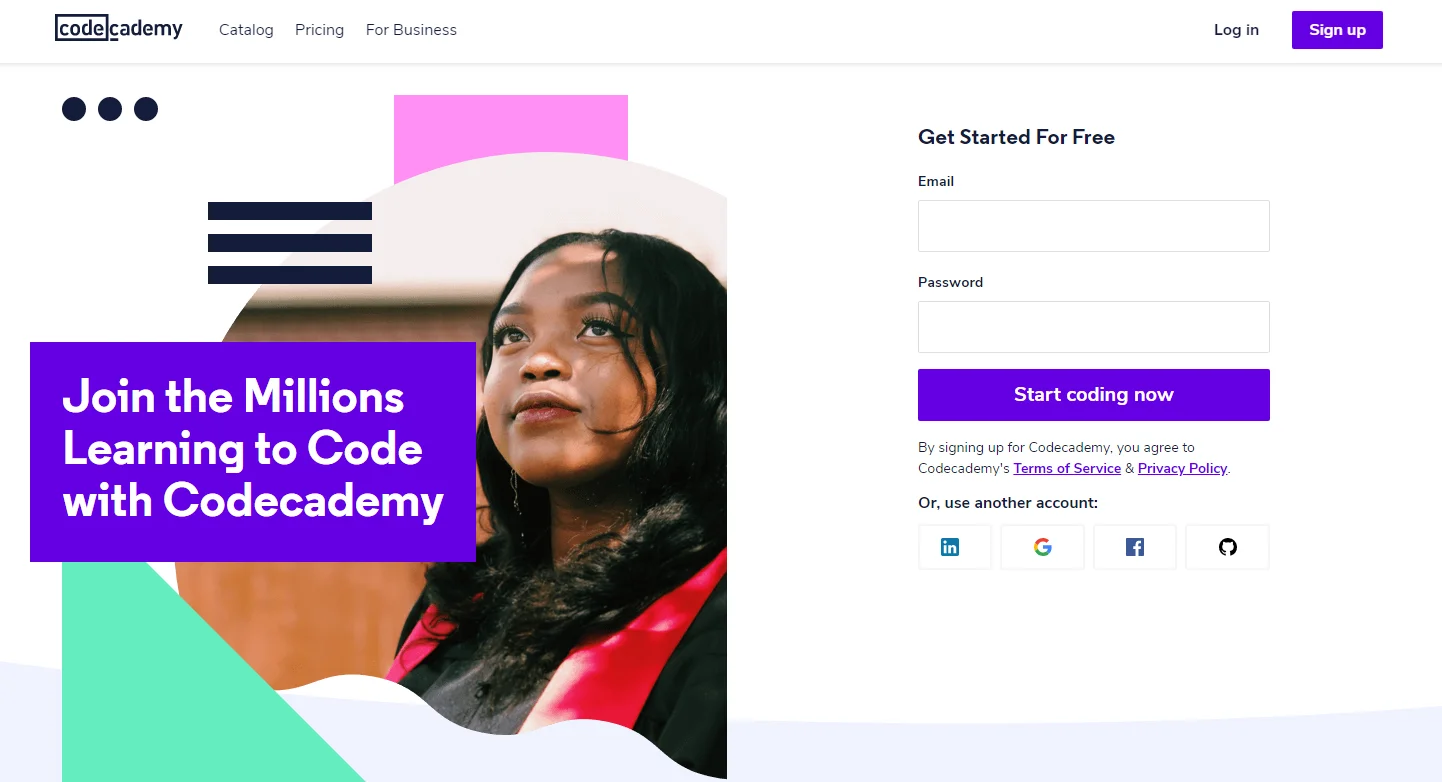 codecademy
Catalog
Pricing
For Business
Log in
Sign up
Join the Millions
Learning to Code
with Codecademy
Get Started For Free
Email
Password
Start coding now
By signing up for Codecademy, you agree to
Codecademy's Terms of Service & Privacy Policy.
Or, use another account:
in
G
f